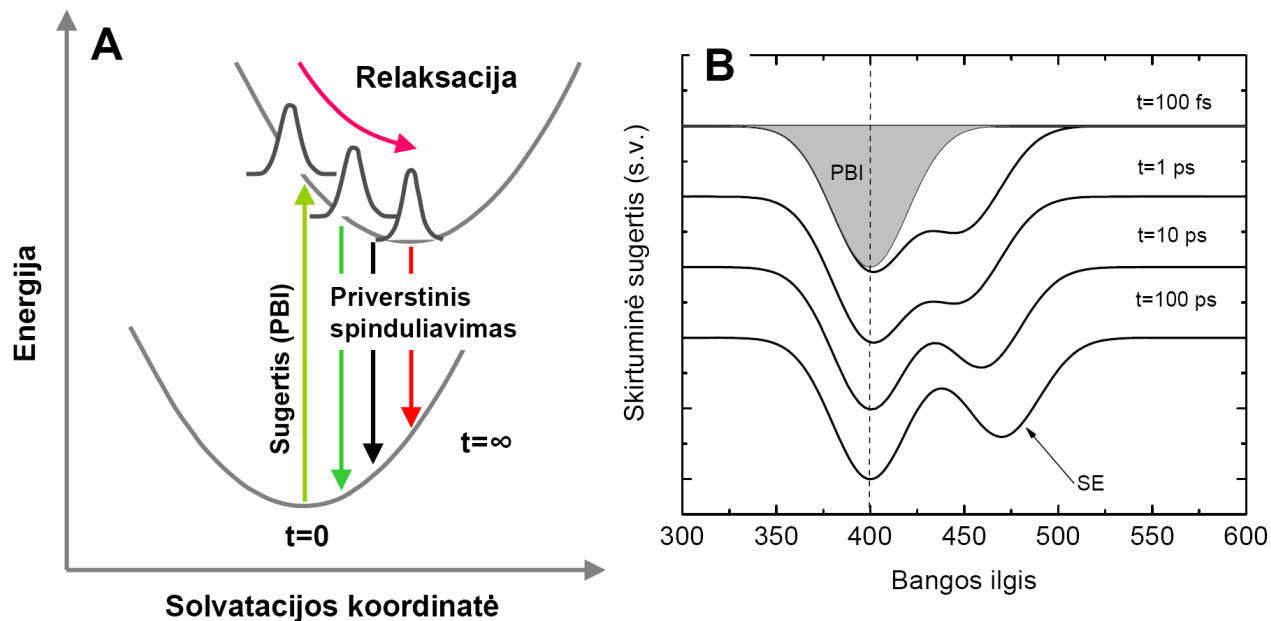 A
Relaksacija
Energija
Sugertis (PBI)
Priverstinis
spinduliavimas
t=∞
t=0
Solvatacijos koordinatė
B
Skirtuminė sugertis (s.v.)
t=100 fs
PBI
t=1 ps
t=10 ps
t=100 ps
SE
300 350 400 450 500 550 600
Bangos ilgis